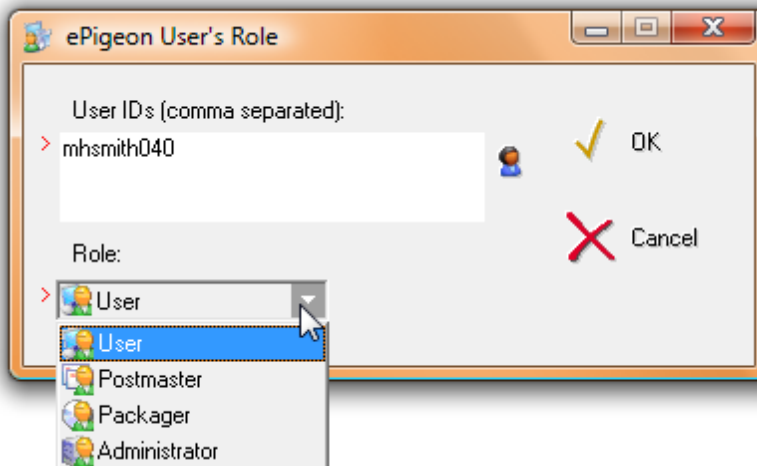 ePigeon User's Role
User IDs (comma separated):
mhsmith040
OK
Cancel
Role:
User
User
Postmaster
Packager
Administrator